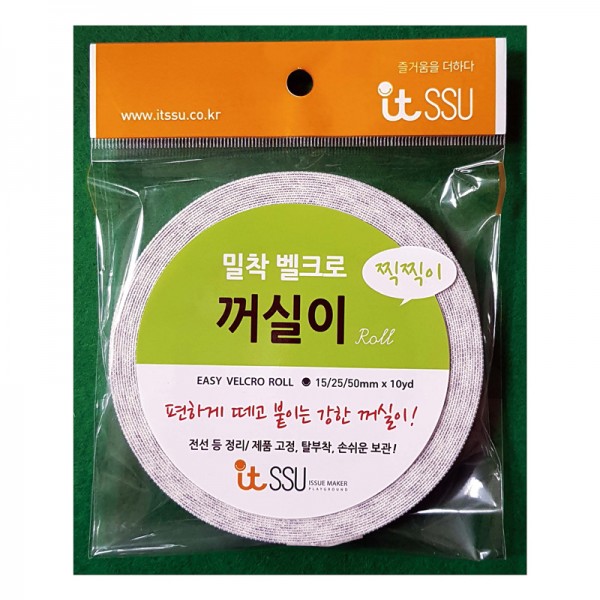 즐거움을 더하다
it SSU
www.itssu.co.kr
밀착 벨크로
찍찍이
꺼실이 Roll
EASY VELCRO ROLL ● 15/25/50mm x 10yd
편하게 떼고 붙이는 강한 꺼실이!
전선 등 정리/ 제품 고정, 탈부착, 손쉬운 보관!
it SSU ISSUE MAKER
PLAYGROUND